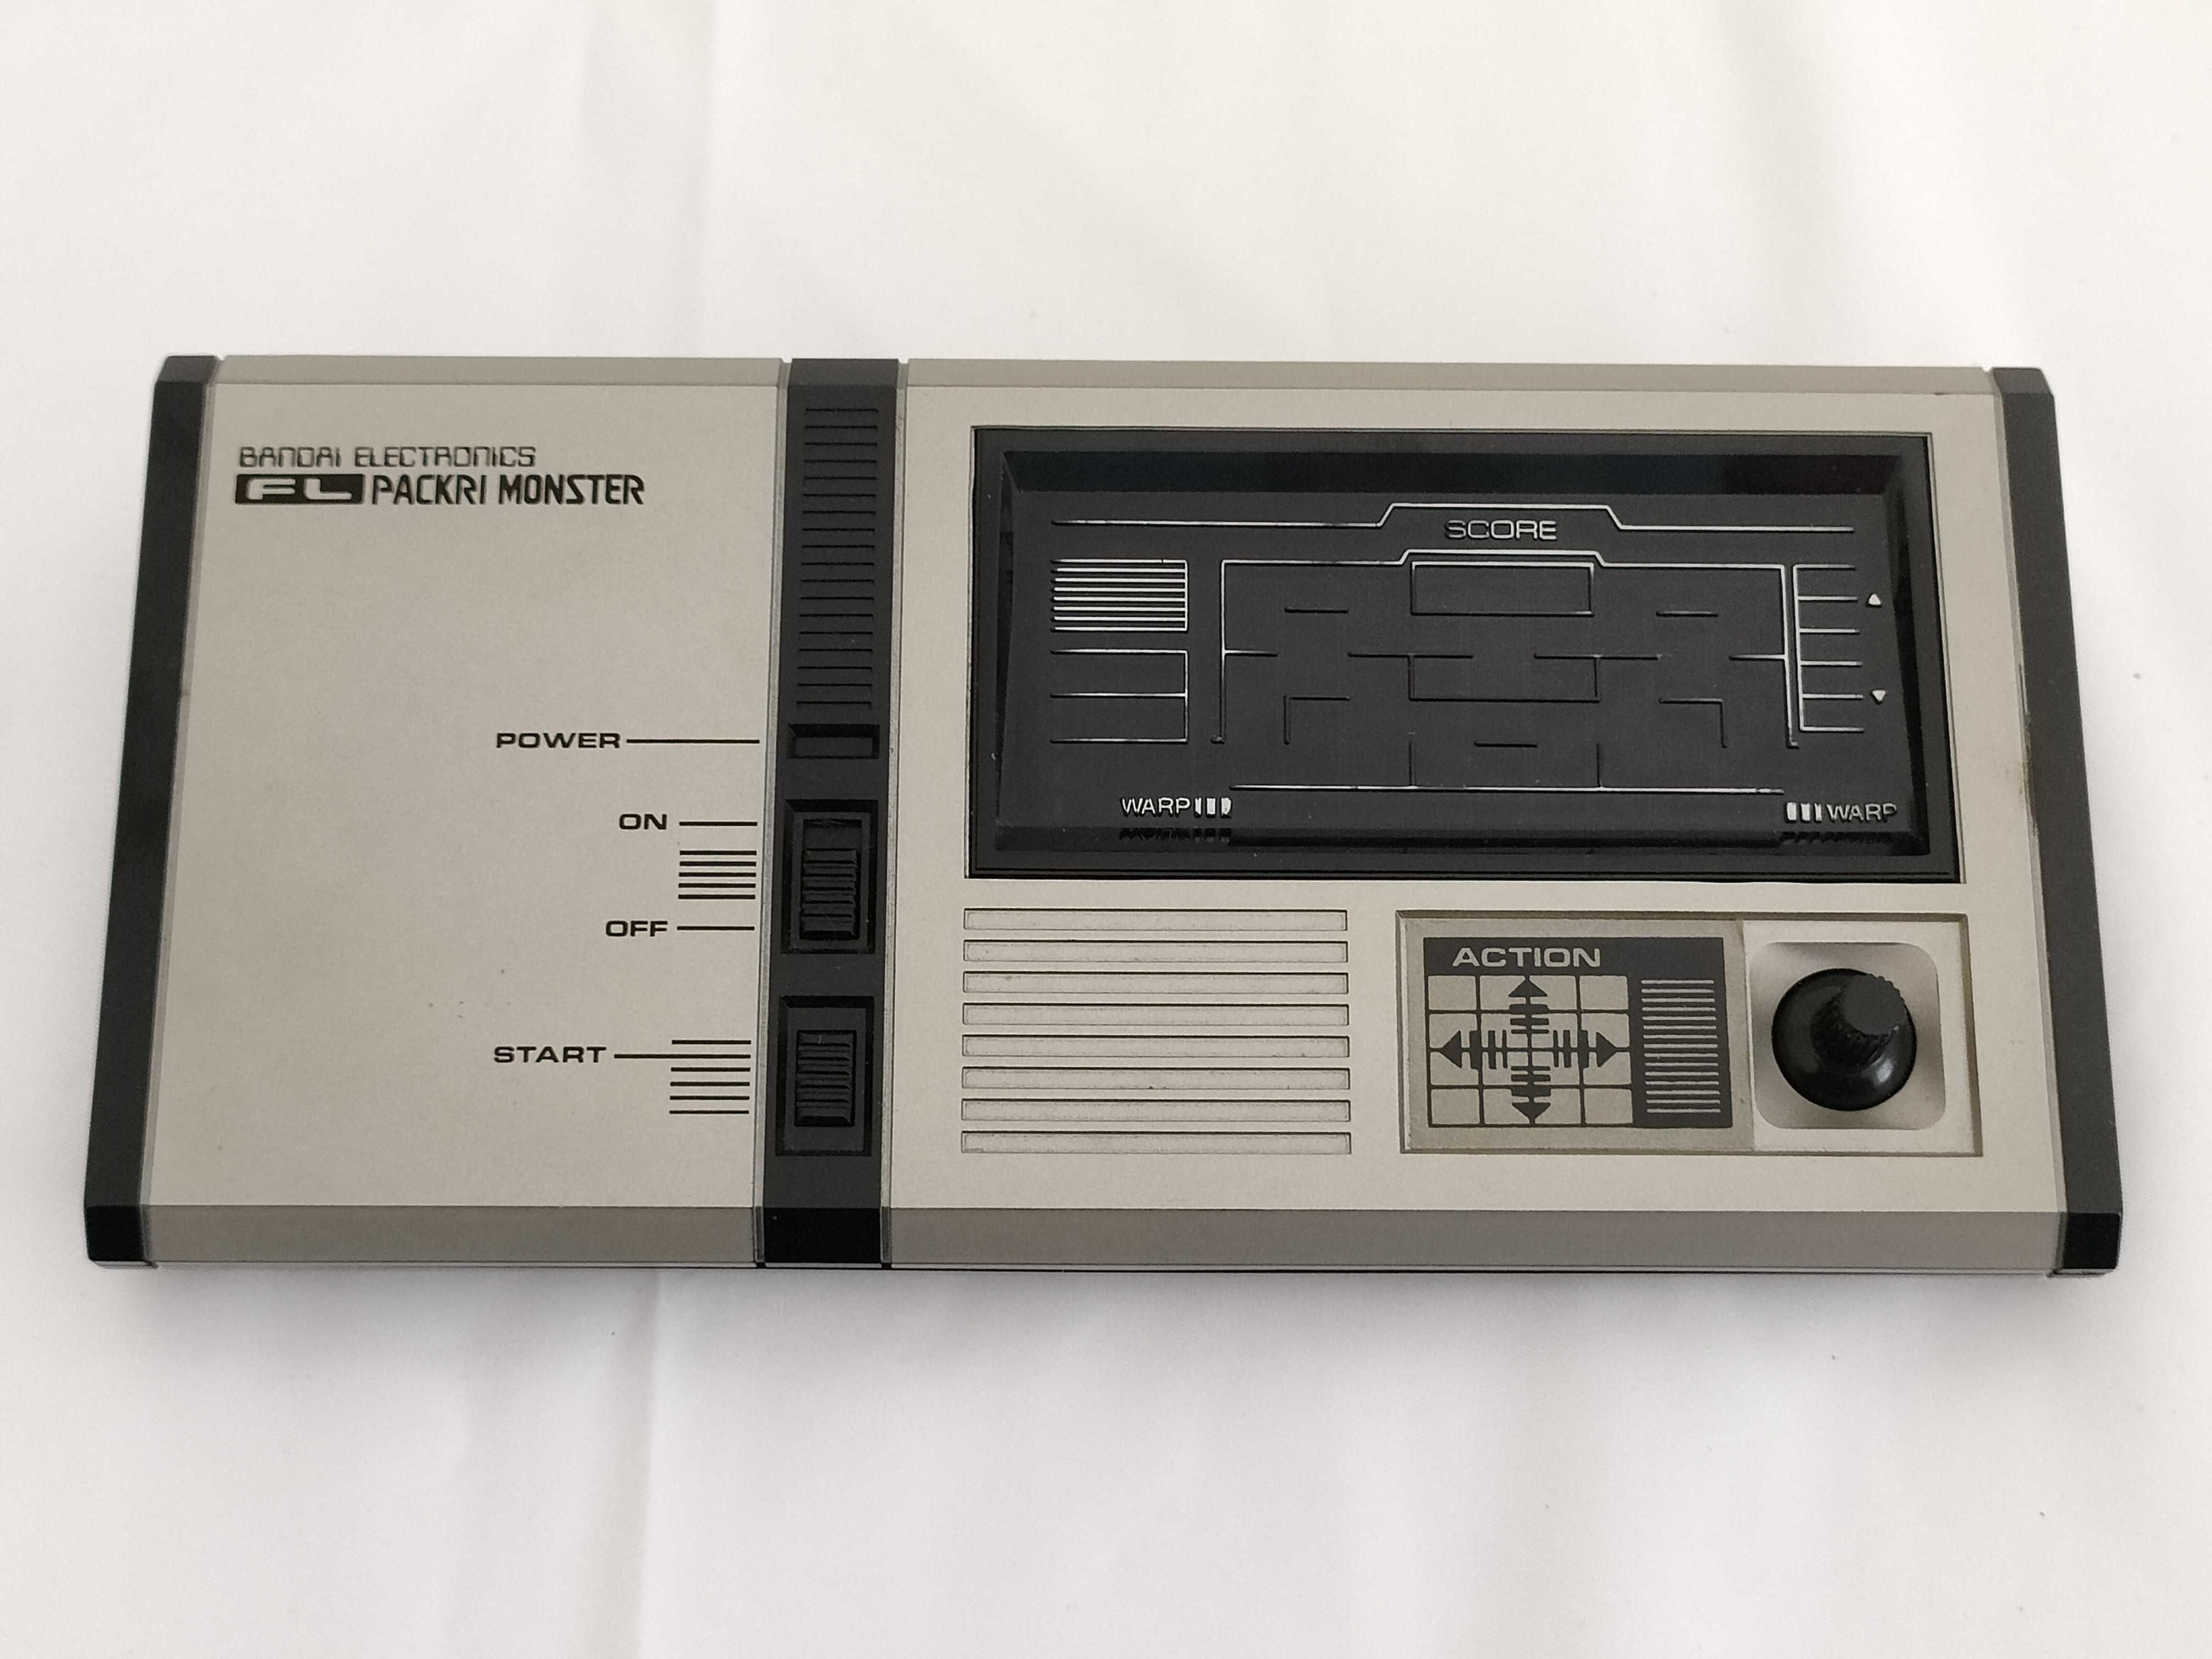 BANDAI ELECTRONICS
FL PACKRI MONSTER
POWER
ON
OFF
START
SCORE
WARP
WARP
ACTION